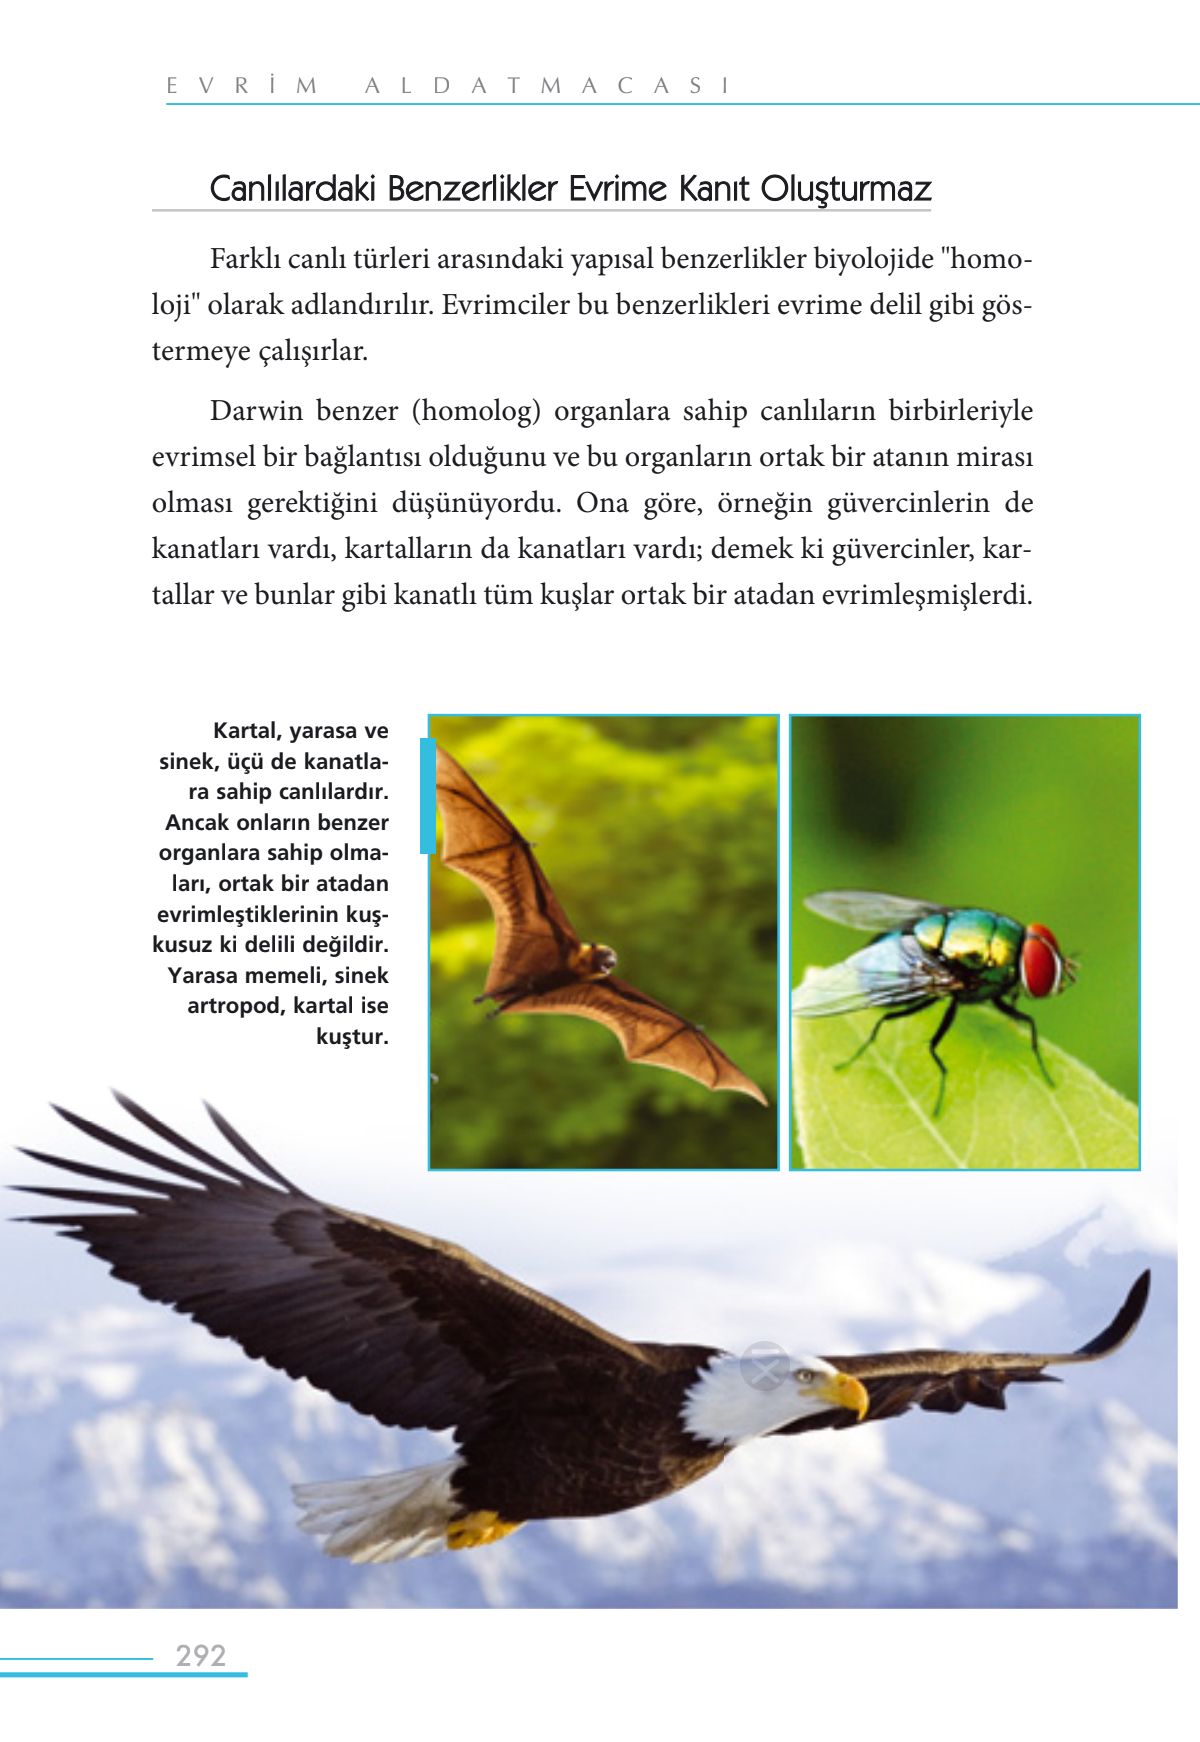 EVRİM ALDATMACASI
Canlılardaki Benzerlikler Evrime Kanıt Oluşturmaz
Farklı canlı türleri arasındaki yapısal benzerlikler biyolojide "homo-
loji" olarak adlandırılır. Evrimciler bu benzerlikleri evrime delil gibi gös-
termeye çalışırlar.
Darwin benzer (homolog) organlara sahip canlıların birbirleriyle
evrimsel bir bağlantısı olduğunu ve bu organların ortak bir atanın mirası
olması gerektiğini düşünüyordu. Ona göre, örneğin güvercinlerin de
kanatları vardı, kartalların da kanatları vardı; demek ki güvercinler, kar-
tallar ve bunlar gibi kanatlı tüm kuşlar ortak bir atadan evrimleşmişlerdi.
Kartal, yarasa ve
sinek, üçü de kanatla-
ra sahip canlılardır.
Ancak onların benzer
organlara sahip olma-
ları, ortak bir atadan
evrimleştiklerinin kuş-
kusuz ki delili değildir.
Yarasa memeli, sinek
artropod, kartal ise
kuştur.
292